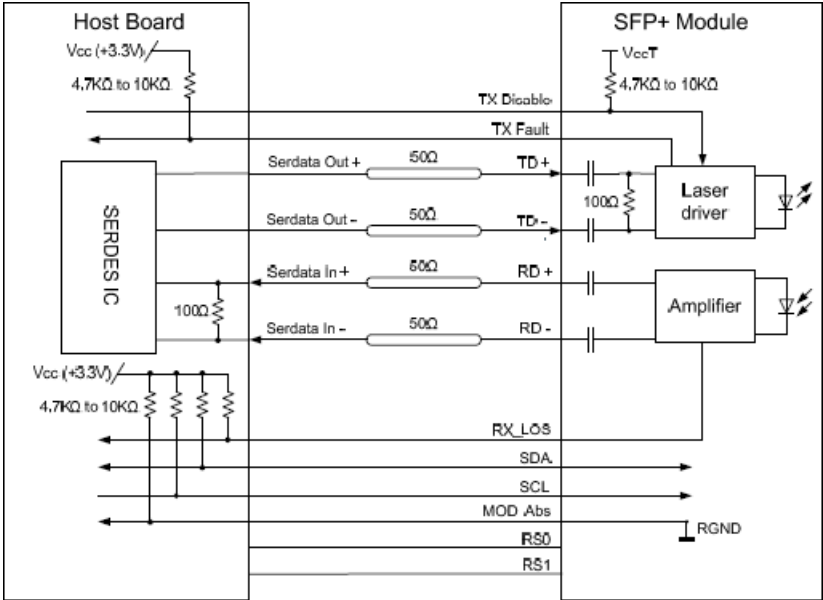 Host Board
SFP+ Module
Vcc (+3.3V)
VccT
4.7KΩ to 10KΩ
4.7KΩ to 10KΩ
TX Disable
TX Fault
Serdata Out +
50Ω
TD +
Serdata Out -
50Ω
TD -
100Ω
Laser
driver
SERDES IC
Serdata In +
50Ω
RD +
100Ω
Serdata In -
50Ω
RD -
Amplifier
Vcc (+3.3V)
4.7KΩ to 10KΩ
RX_LOS
SDA
SCL
MOD Abs
RGND
RS0
RS1